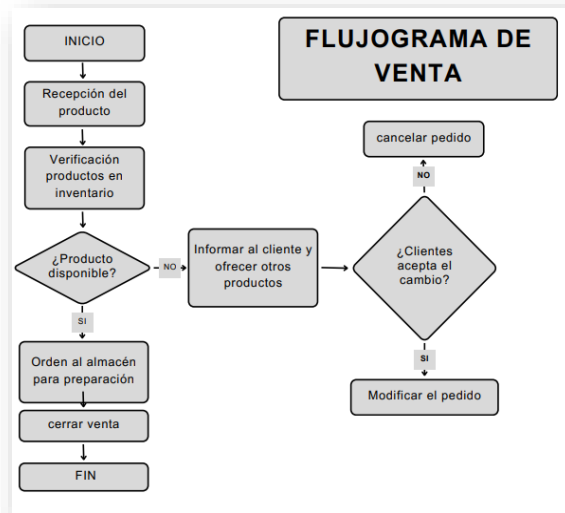 FLUJOGRAMA DE
VENTA
INICIO
Recepción del
producto
Verificación
productos en
inventario
¿Producto
disponible?
NO
Informar al cliente y
ofrecer otros
productos
¿Clientes
acepta el
cambio?
NO
cancelar pedido
SI
Modificar el pedido
SI
Orden al almacén
para preparación
cerrar venta
FIN